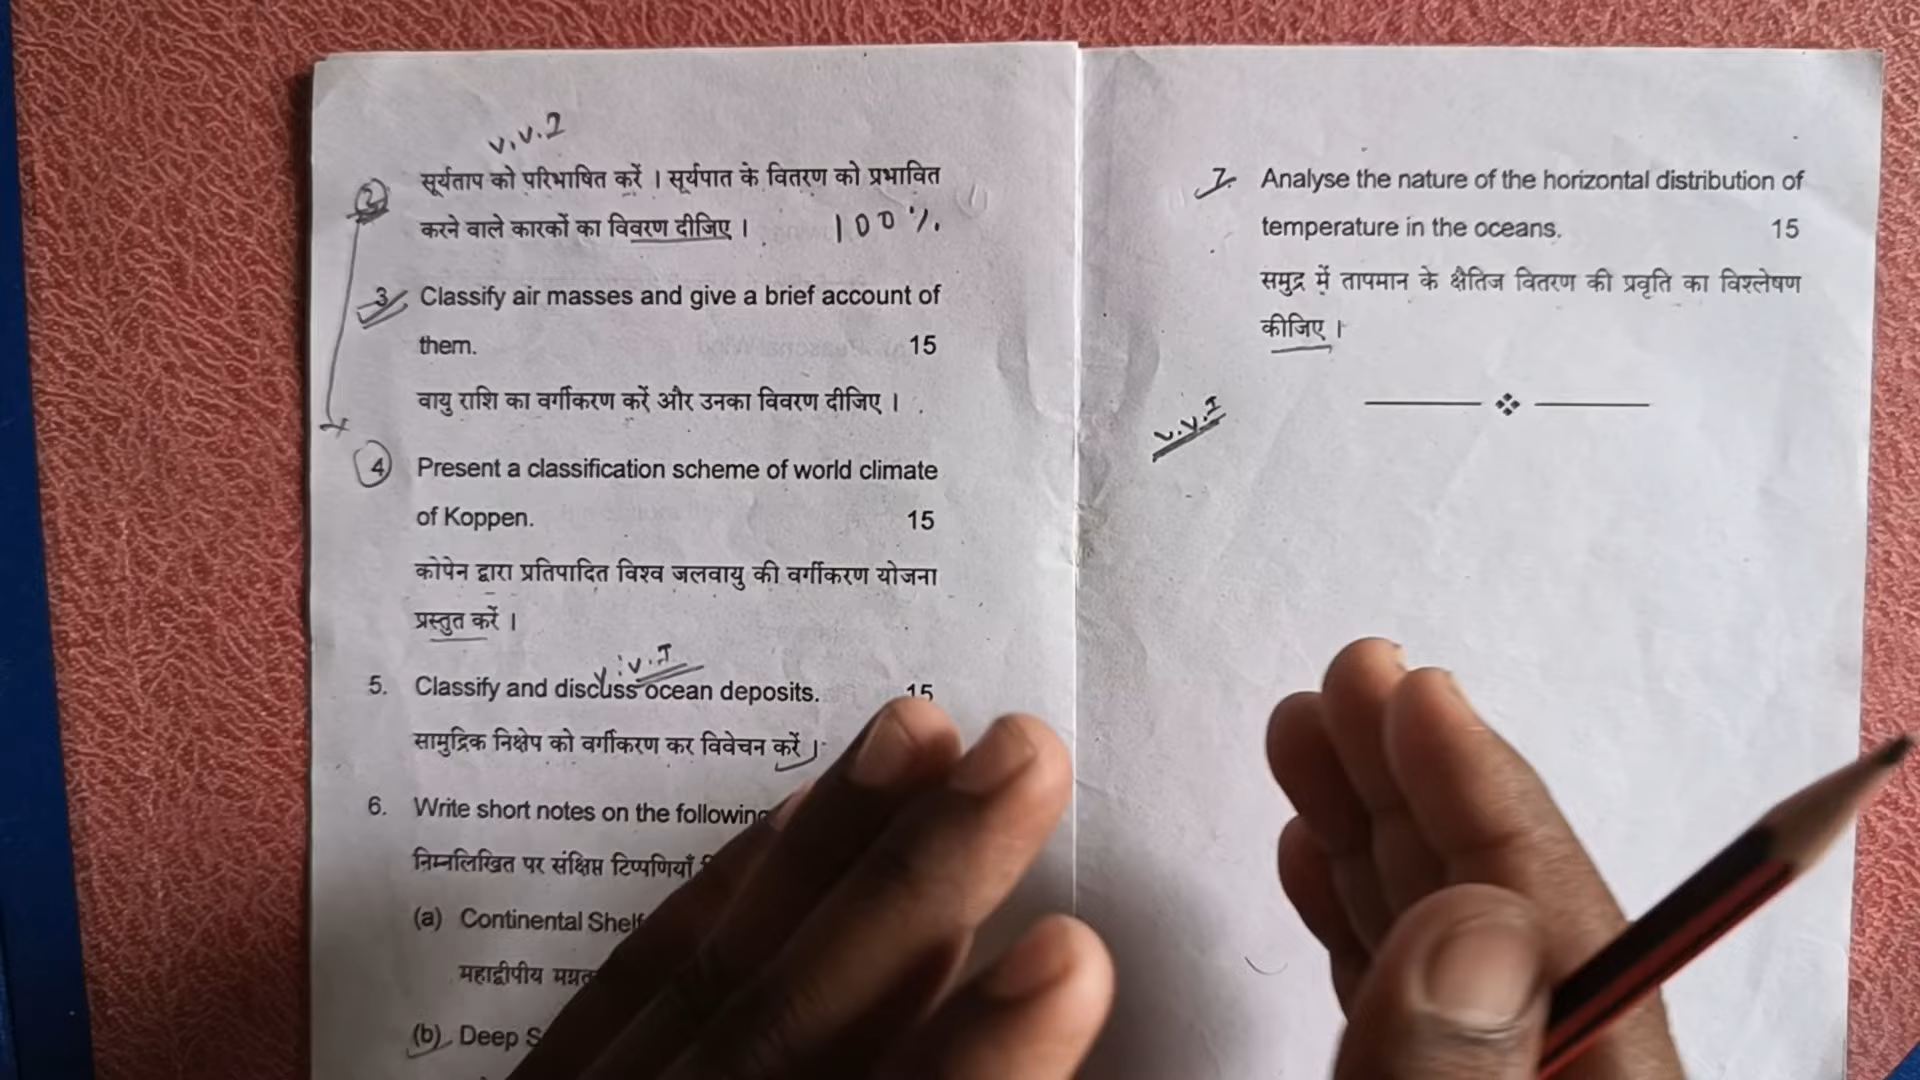 v.v.I
सूर्यताप को परिभाषित करें । सूर्यपात के वितरण को प्रभावित
करने वाले कारकों का विवरण दीजिए । 100%
3. Classify air masses and give a brief account of
them. 15
वायु राशि का वर्गीकरण करें और उनका विवरण दीजिए ।
4 Present a classification scheme of world climate
of Koppen. 15
कोपेन द्वारा प्रतिपादित विश्व जलवायु की वर्गीकरण योजना
प्रस्तुत करें ।
v.v.I
5. Classify and discuss ocean deposits. 15
सामुद्रिक निक्षेप को वर्गीकरण कर विवेचन करें ।
6. Write short notes on the following
निम्नलिखित पर संक्षिप्त टिप्पणियाँ
(a) Continental Shelf
महाद्वीपीय
(b) Deep
7. Analyse the nature of the horizontal distribution of
temperature in the oceans. 15
समुद्र में तापमान के क्षैतिज वितरण की प्रवृति का विश्लेषण
कीजिए ।
v.v.I